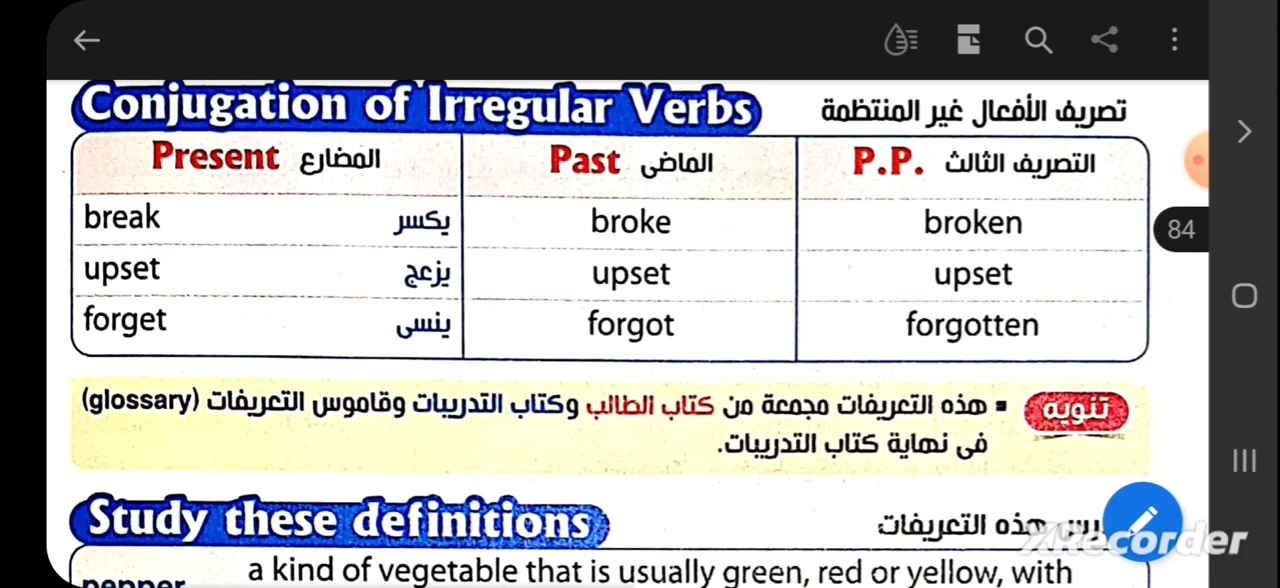 Conjugation of Irregular Verbs تصريف الأفعال غير المنتظمة
Present المضارع Past الماضى P.P. التصريف الثالث
break يكسر broke broken
upset يزعج upset upset
forget ينسى forgot forgotten
84
تنويه ▪ هذه التعريفات مجمعة من كتاب الطالب وكتاب التدريبات وقاموس التعريفات (glossary)
فى نهاية كتاب التدريبات.
Study these definitions هذه التعريفات
XRecorder
pepper a kind of vegetable that is usually green, red or yellow, with